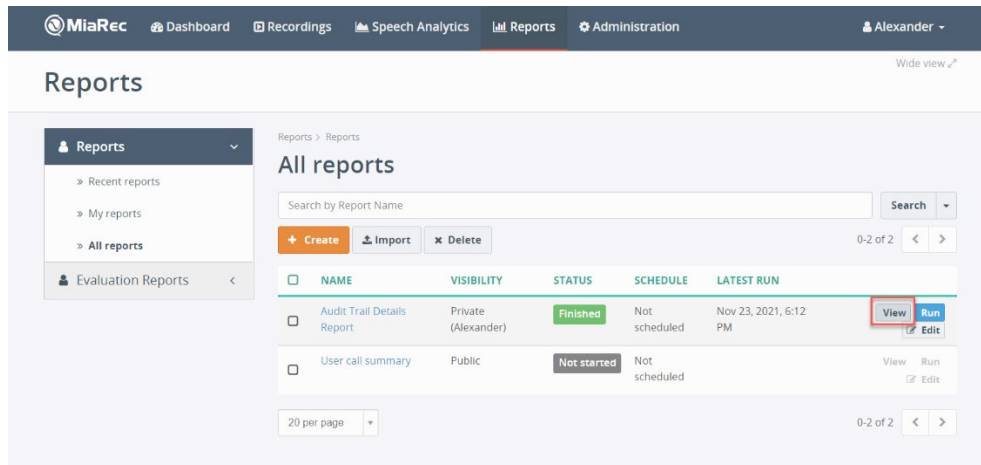 MiaRec Dashboard Recordings Speech Analytics Reports Administration Alexander
Wide view
Reports
Reports
» Recent reports
» My reports
» All reports
Evaluation Reports
Reports > Reports
All reports
Search by Report Name
Search
+ Create Import × Delete
0-2 of 2 < >
NAME VISIBILITY STATUS SCHEDULE LATEST RUN
Audit Trail Details Private Finished Not Nov 23, 2021, 6:12 View Run
Report (Alexander) scheduled PM Edit
User call summary Public Not started Not View Run
scheduled Edit
20 per page 0-2 of 2 < >